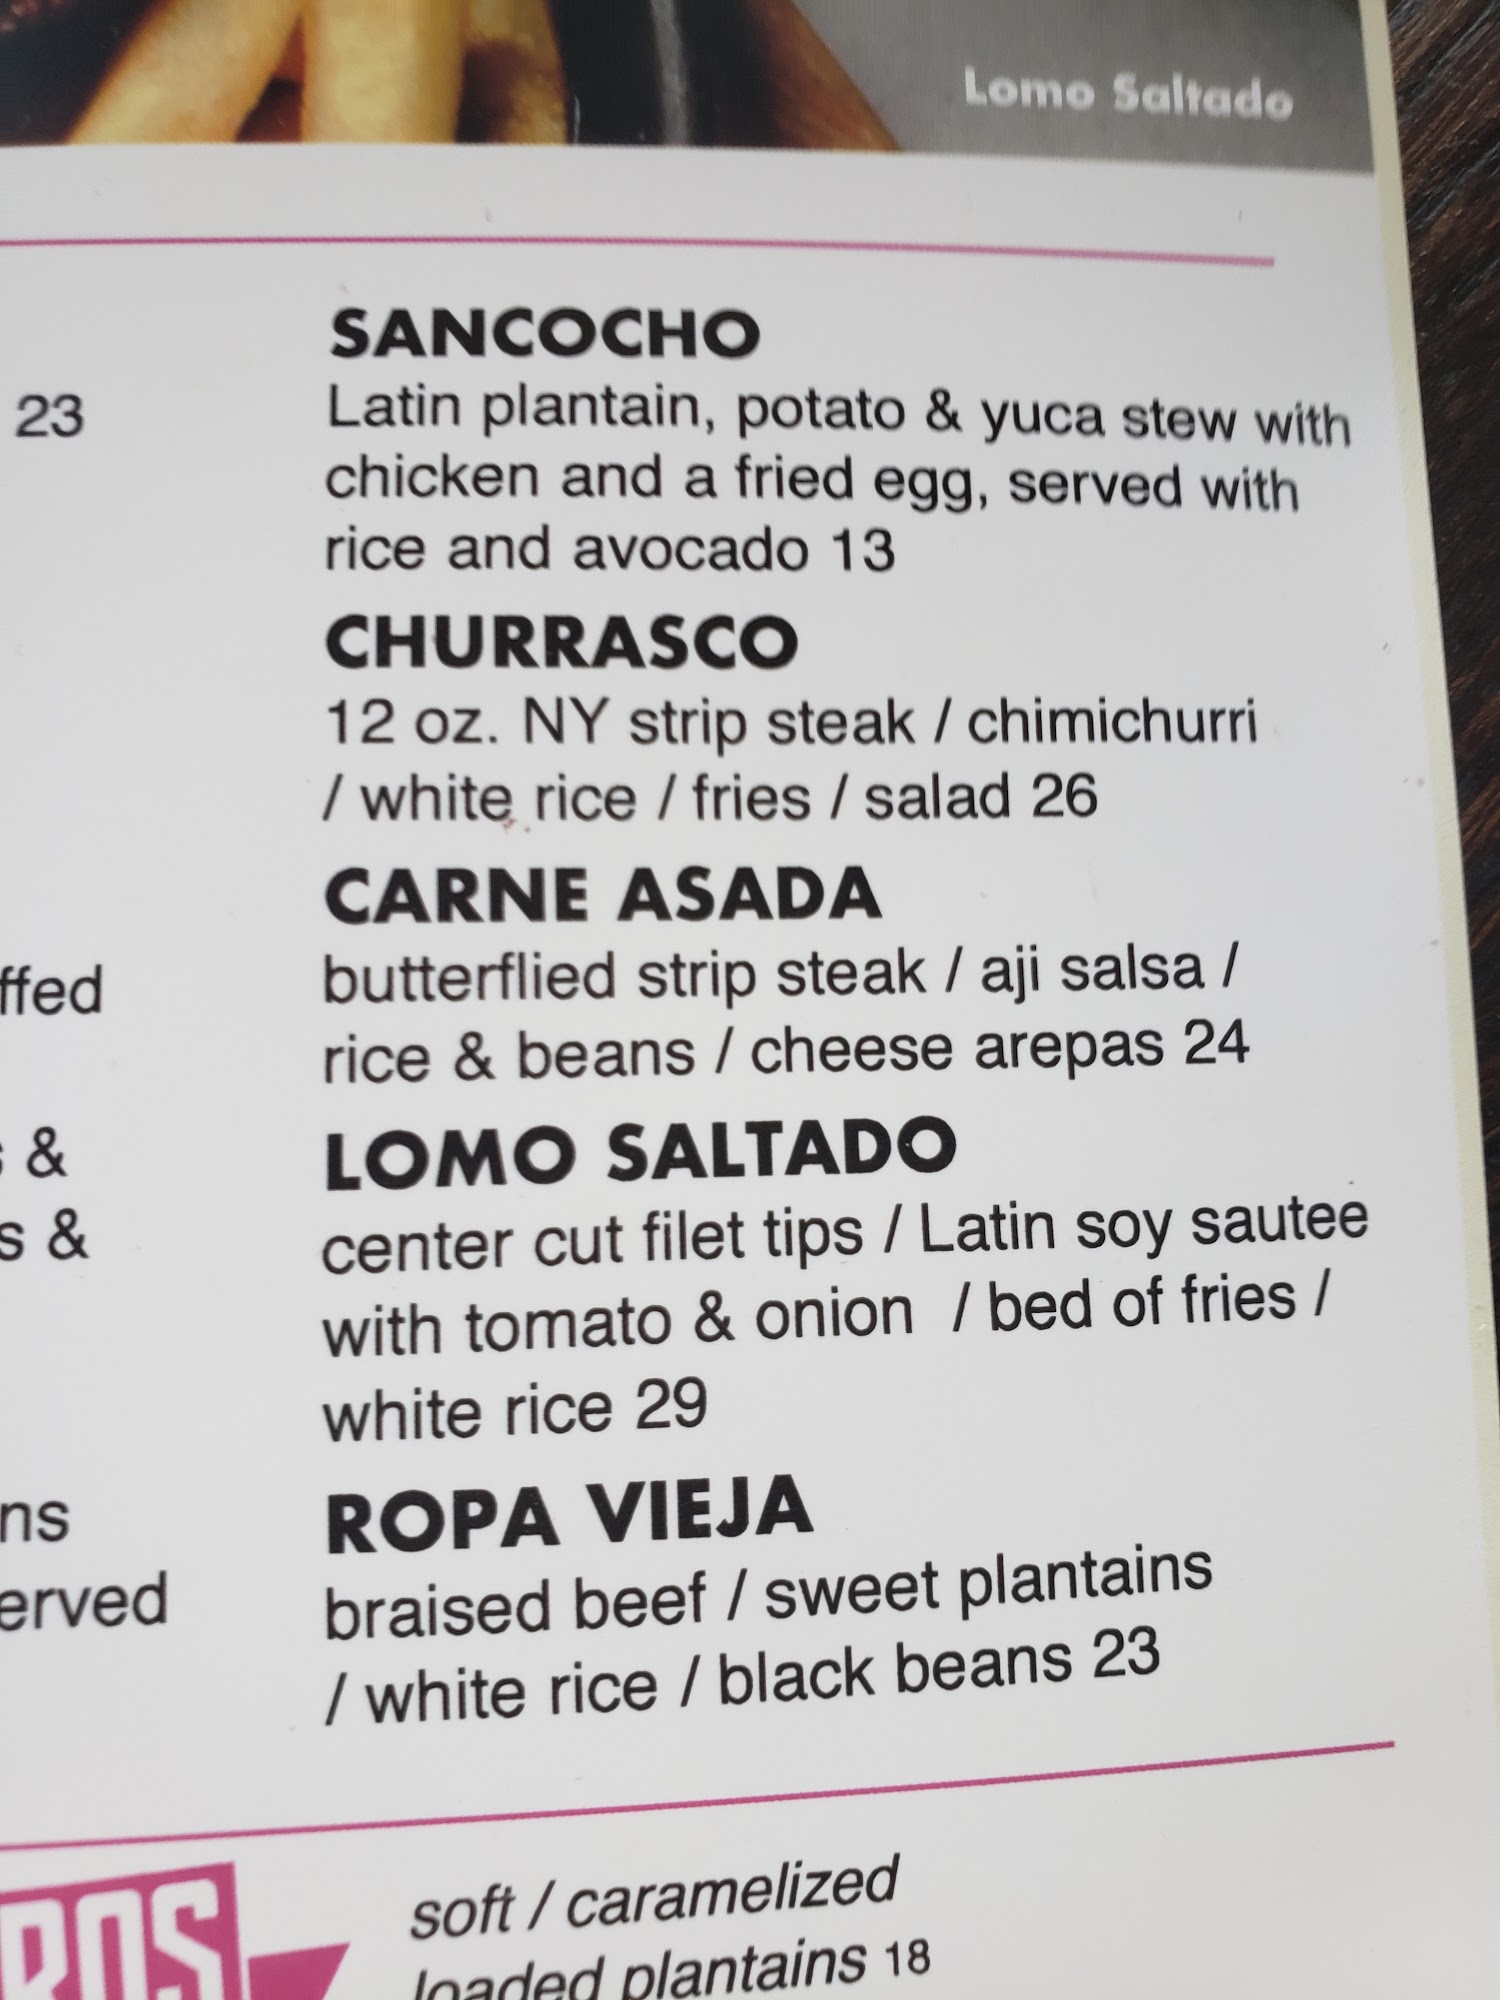 Lomo Saltado
23
ffed
&
s &
ns
erved
SANCOCHO
Latin plantain, potato & yuca stew with
chicken and a fried egg, served with
rice and avocado 13
CHURRASCO
12 oz. NY strip steak / chimichurri
/ white rice / fries / salad 26
CARNE ASADA
butterflied strip steak / aji salsa /
rice & beans / cheese arepas 24
LOMO SALTADO
center cut filet tips / Latin soy sautee
with tomato & onion / bed of fries /
white rice 29
ROPA VIEJA
braised beef / sweet plantains
/ white rice / black beans 23
ROS
soft / caramelized
loaded plantains 18